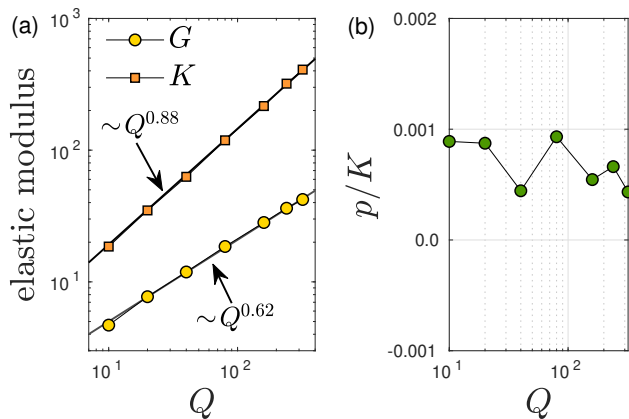 (a)
elastic modulus
10^3
10^2
10^1
G
K
~Q^0.88
~Q^0.62
10^1
10^2
Q
(b)
p/K
0.002
0.001
0.0
-0.001
10^1
10^2
Q